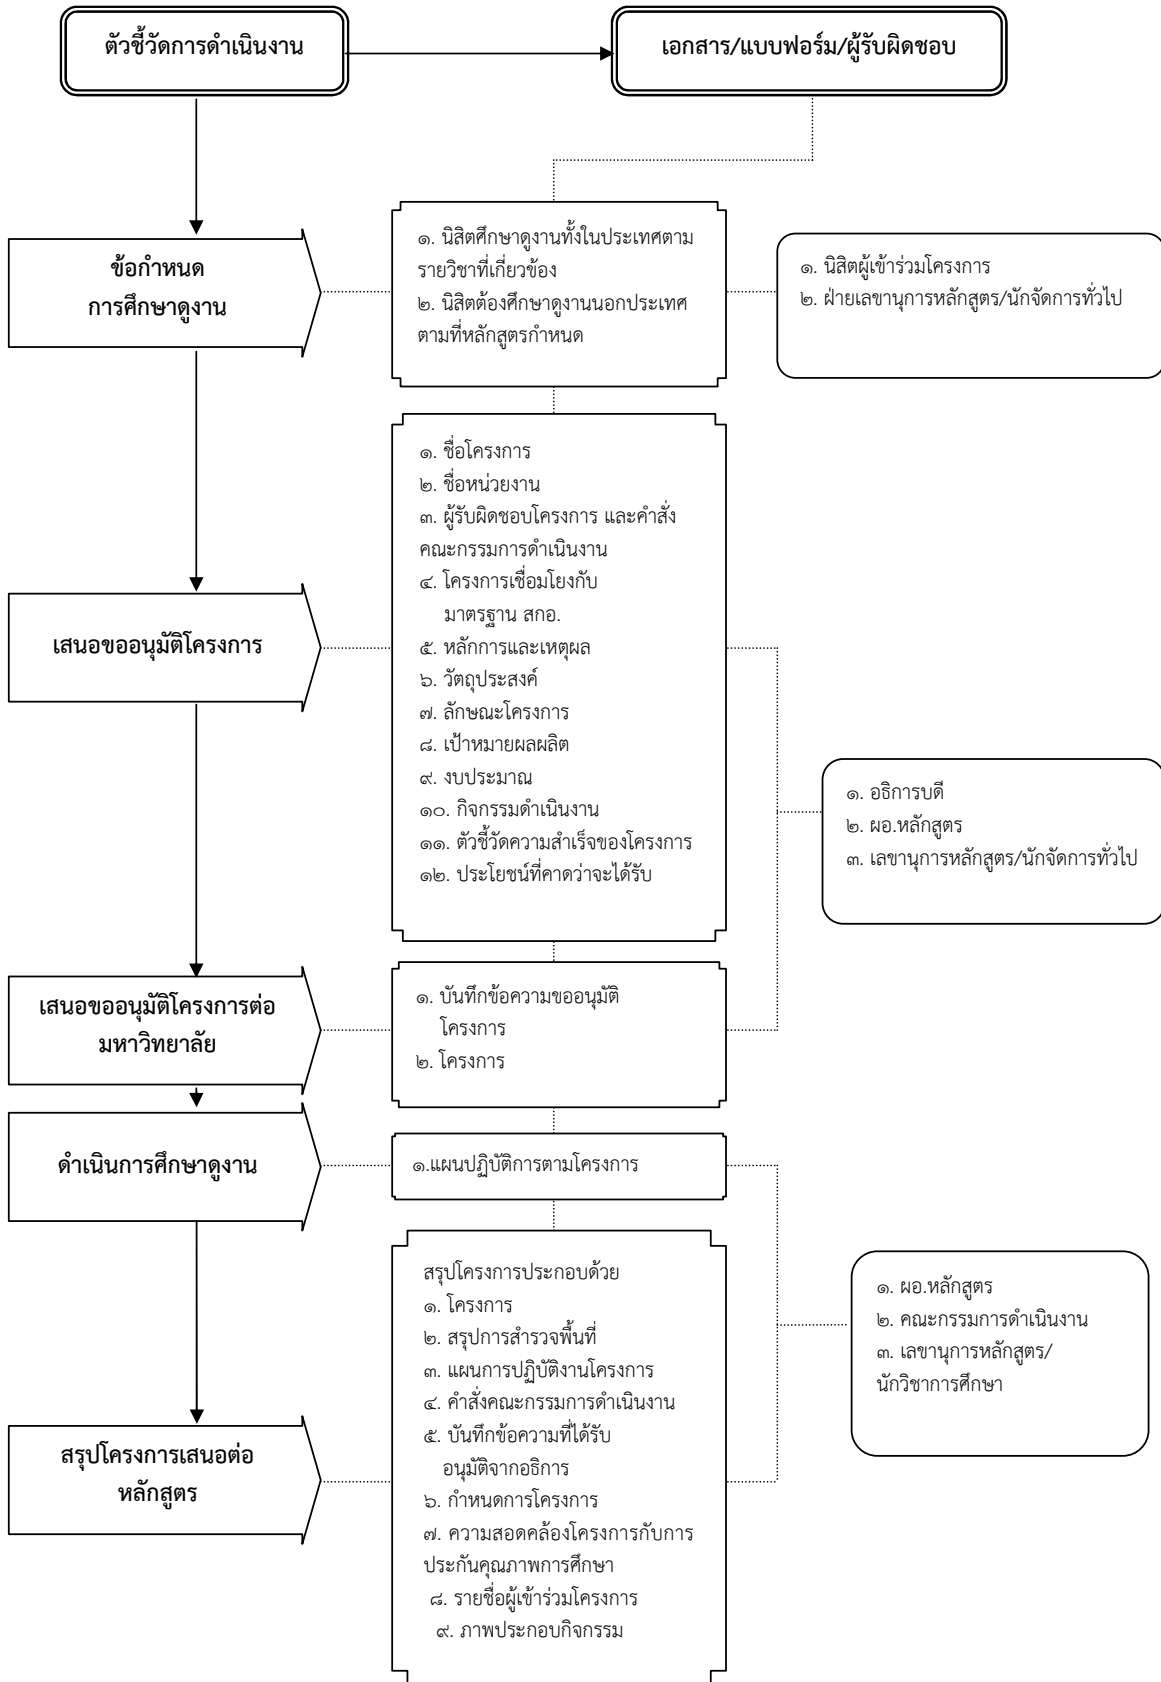 ตัวชี้วัดการดำเนินงาน
เอกสาร/แบบฟอร์ม/ผู้รับผิดชอบ
ข้อกำหนด
การศึกษาดูงาน
๑. นิสิตศึกษาดูงานทั้งในประเทศตาม
รายวิชาที่เกี่ยวข้อง
๒. นิสิตต้องศึกษาดูงานนอกประเทศ
ตามที่หลักสูตรกำหนด
๑. นิสิตผู้เข้าร่วมโครงการ
๒. ฝ่ายเลขานุการหลักสูตร/นักจัดการทั่วไป
เสนอขออนุมัติโครงการ
๑. ชื่อโครงการ
๒. ชื่อหน่วยงาน
๓. ผู้รับผิดชอบโครงการ และคำสั่ง
คณะกรรมการดำเนินงาน
๔. โครงการเชื่อมโยงกับ
มาตรฐาน สกอ.
๕. หลักการและเหตุผล
๖. วัตถุประสงค์
๗. ลักษณะโครงการ
๘. เป้าหมายผลผลิต
๙. งบประมาณ
๑๐. กิจกรรมดำเนินงาน
๑๑. ตัวชี้วัดความสำเร็จของโครงการ
๑๒. ประโยชน์ที่คาดว่าจะได้รับ
๑. อธิการบดี
๒. ผอ.หลักสูตร
๓. เลขานุการหลักสูตร/นักจัดการทั่วไป
เสนอขออนุมัติโครงการต่อ
มหาวิทยาลัย
๑. บันทึกข้อความขออนุมัติ
โครงการ
๒. โครงการ
ดำเนินการศึกษาดูงาน
๑.แผนปฏิบัติการตามโครงการ
สรุปโครงการเสนอต่อ
หลักสูตร
สรุปโครงการประกอบด้วย
๑. โครงการ
๒. สรุปการสำรวจพื้นที่
๓. แผนการปฏิบัติงานโครงการ
๔. คำสั่งคณะกรรมการดำเนินงาน
๕. บันทึกข้อความที่ได้รับ
อนุมัติจากอธิการ
๖. กำหนดการโครงการ
๗. ความสอดคล้องโครงการกับการ
ประกันคุณภาพการศึกษา
๘. รายชื่อผู้เข้าร่วมโครงการ
๙. ภาพประกอบกิจกรรม
๑. ผอ.หลักสูตร
๒. คณะกรรมการดำเนินงาน
๓. เลขานุการหลักสูตร/
นักวิชาการศึกษา